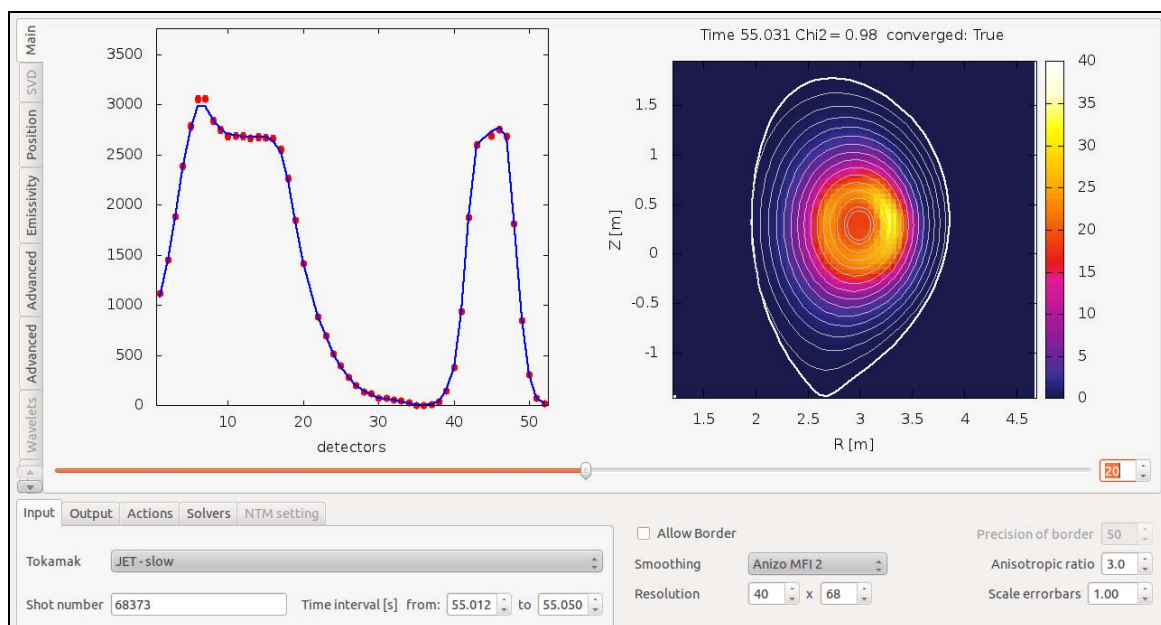 Main
SVD
Position
Emissivity
Advanced
Advanced
Wavelets
3500
3000
2500
2000
1500
1000
500
0
10
20
30
40
50
detectors
Time 55.031 Chi2 = 0.98 converged: True
1.5
1
0.5
0
-0.5
-1
Z [m]
1.5
2
2.5
3
3.5
4
4.5
R [m]
40
35
30
25
20
15
10
5
0
20
Input Output Actions Solvers NTM setting
Tokamak JET - slow
Shot number 68373 Time interval [s] from: 55.012 to 55.050
Allow Border Precision of border 50
Smoothing Anizo MFI 2 Anisotropic ratio 3.0
Resolution 40 x 68 Scale errorbars 1.00